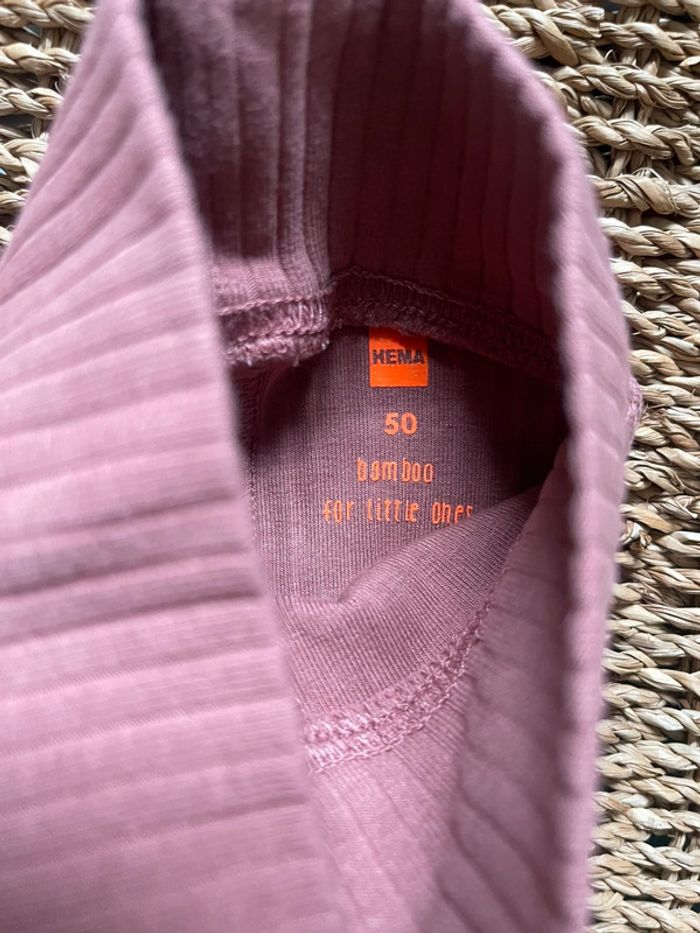 HEMA
50
bamboo
for little ones